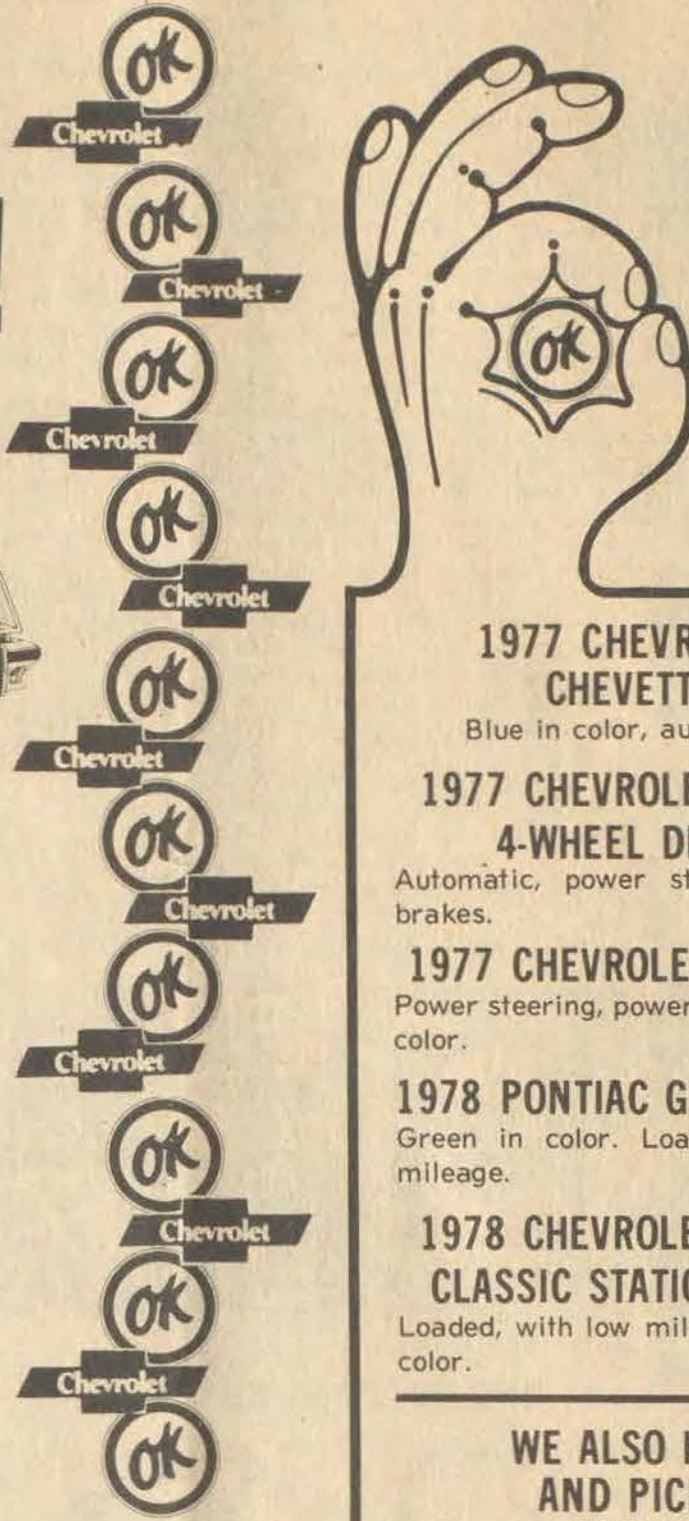 OK
Chevrolet
OK
Chevrolet
OK
Chevrolet
OK
Chevrolet
OK
Chevrolet
OK
Chevrolet
OK
Chevrolet
OK
Chevrolet
OK
Chevrolet
OK
OK
1977 CHEVR
CHEVETT
Blue in color, au
1977 CHEVROLE
4-WHEEL D
Automatic, power st
brakes.
1977 CHEVROLE
Power steering, power
color.
1978 PONTIAC G
Green in color. Loa
mileage.
1978 CHEVROLE
CLASSIC STATI
Loaded, with low mil
color.
WE ALSO
AND PIC